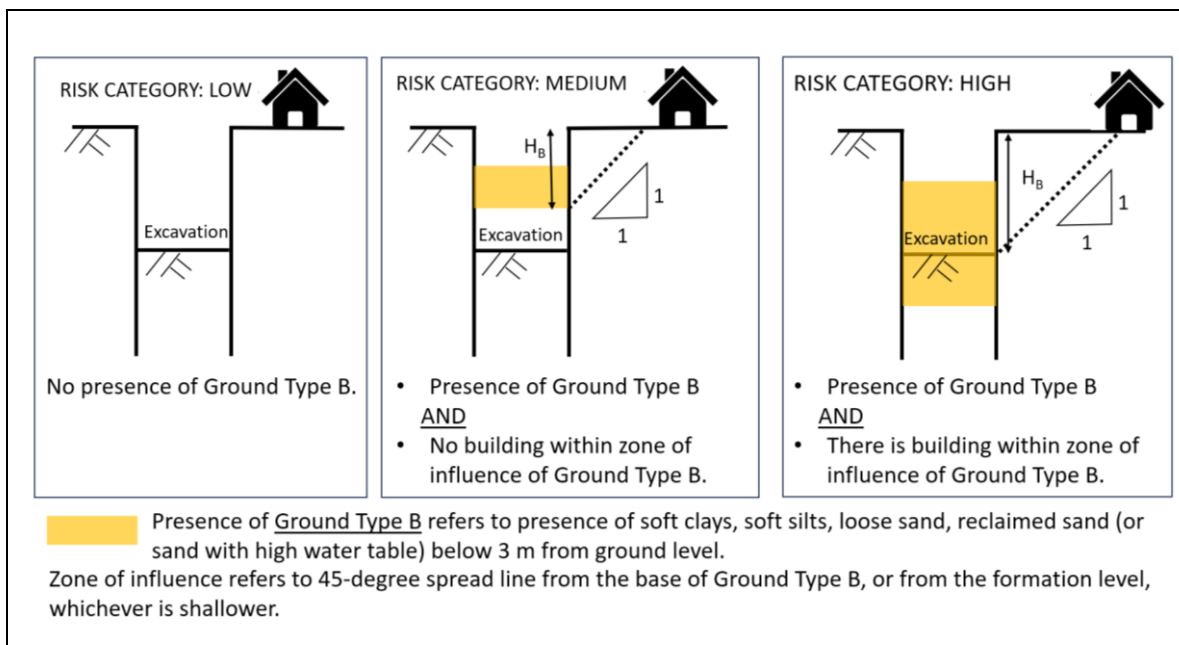 RISK CATEGORY: LOW
Excavation
No presence of Ground Type B.
RISK CATEGORY: MEDIUM
H_B
1
1
Excavation
• Presence of Ground Type B
AND
• No building within zone of
influence of Ground Type B.
RISK CATEGORY: HIGH
H_B
1
1
Excavation
• Presence of Ground Type B
AND
• There is building within zone of
influence of Ground Type B.
Presence of Ground Type B refers to presence of soft clays, soft silts, loose sand, reclaimed sand (or
sand with high water table) below 3 m from ground level.
Zone of influence refers to 45-degree spread line from the base of Ground Type B, or from the formation level,
whichever is shallower.